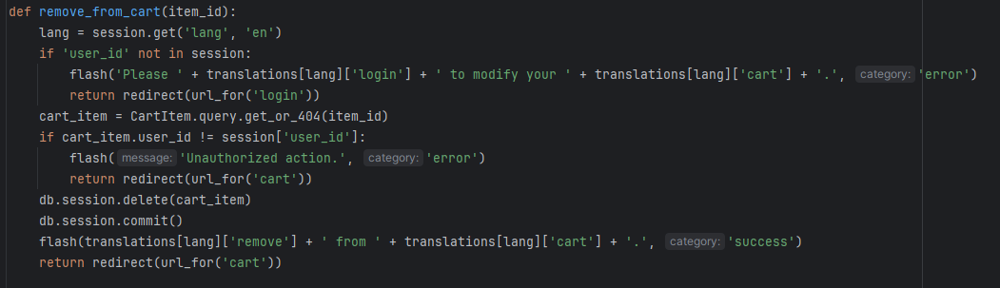 def remove_from_cart(item_id):
    lang = session.get('lang', 'en')
    if 'user_id' not in session:
        flash('Please ' + translations[lang]['login'] + ' to modify your ' + translations[lang]['cart'] + '.', category: 'error')
        return redirect(url_for('login'))
    cart_item = CartItem.query.get_or_404(item_id)
    if cart_item.user_id != session['user_id']:
        flash( message: 'Unauthorized action.', category: 'error')
        return redirect(url_for('cart'))
    db.session.delete(cart_item)
    db.session.commit()
    flash(translations[lang]['remove'] + ' from ' + translations[lang]['cart'] + '.', category: 'success')
    return redirect(url_for('cart'))